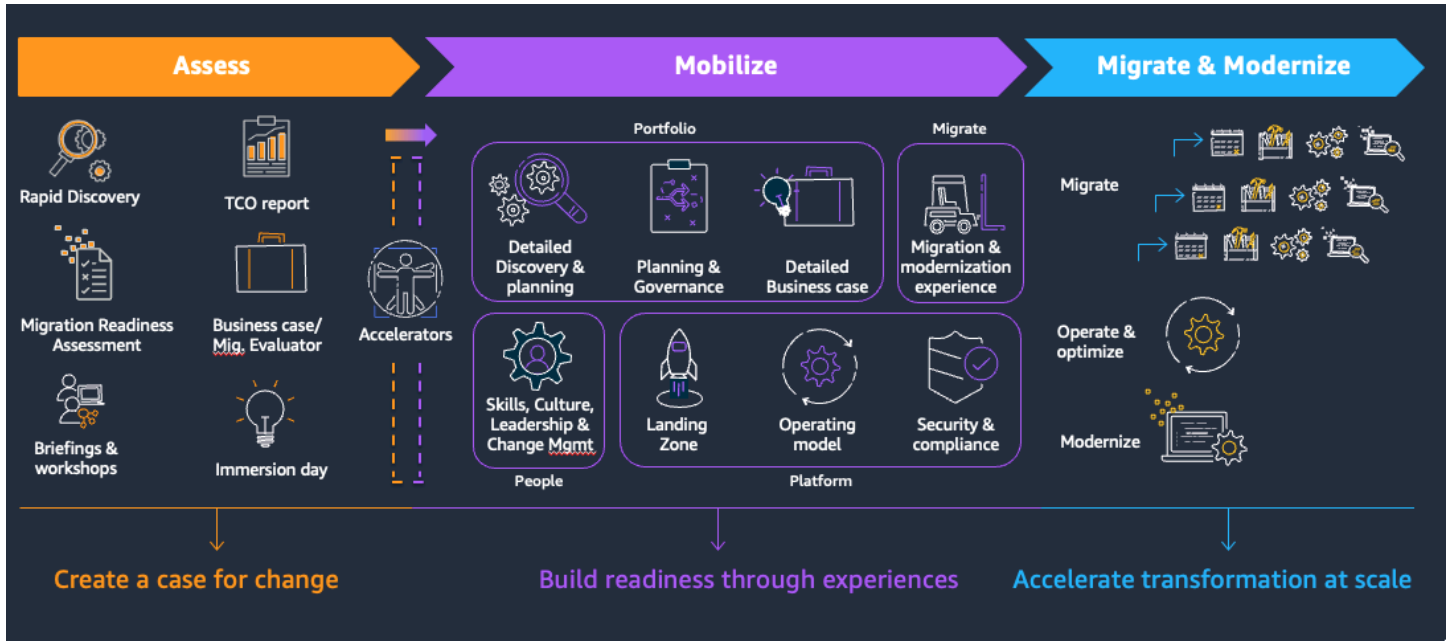 Assess
Mobilize
Migrate & Modernize
Rapid Discovery
TCO report
Migration Readiness
Assessment
Business case/
Mig. Evaluator
Briefings &
workshops
Immersion day
Accelerators
Portfolio
Detailed
Discovery &
planning
Planning &
Governance
Detailed
Business case
Migrate
Migration &
modernization
experience
Skills, Culture,
Leadership &
Change Mgmt
People
Landing
Zone
Operating
model
Security &
compliance
Platform
Migrate
Operate &
optimize
Modernize
Create a case for change
Build readiness through experiences
Accelerate transformation at scale